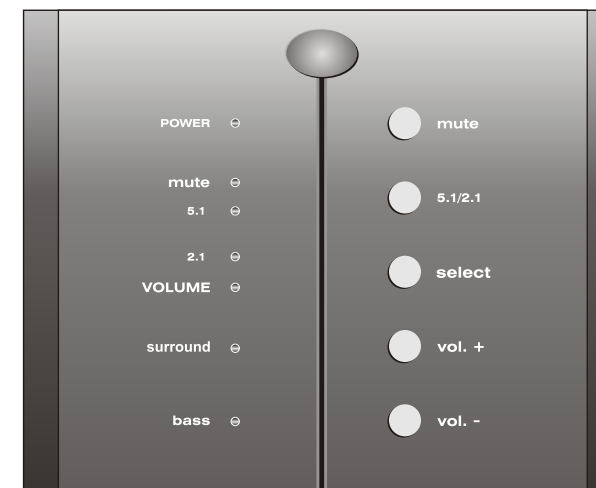 POWER
mute
5.1
2.1
VOLUME
surround
bass
mute
5.1/2.1
select
vol. +
vol. -